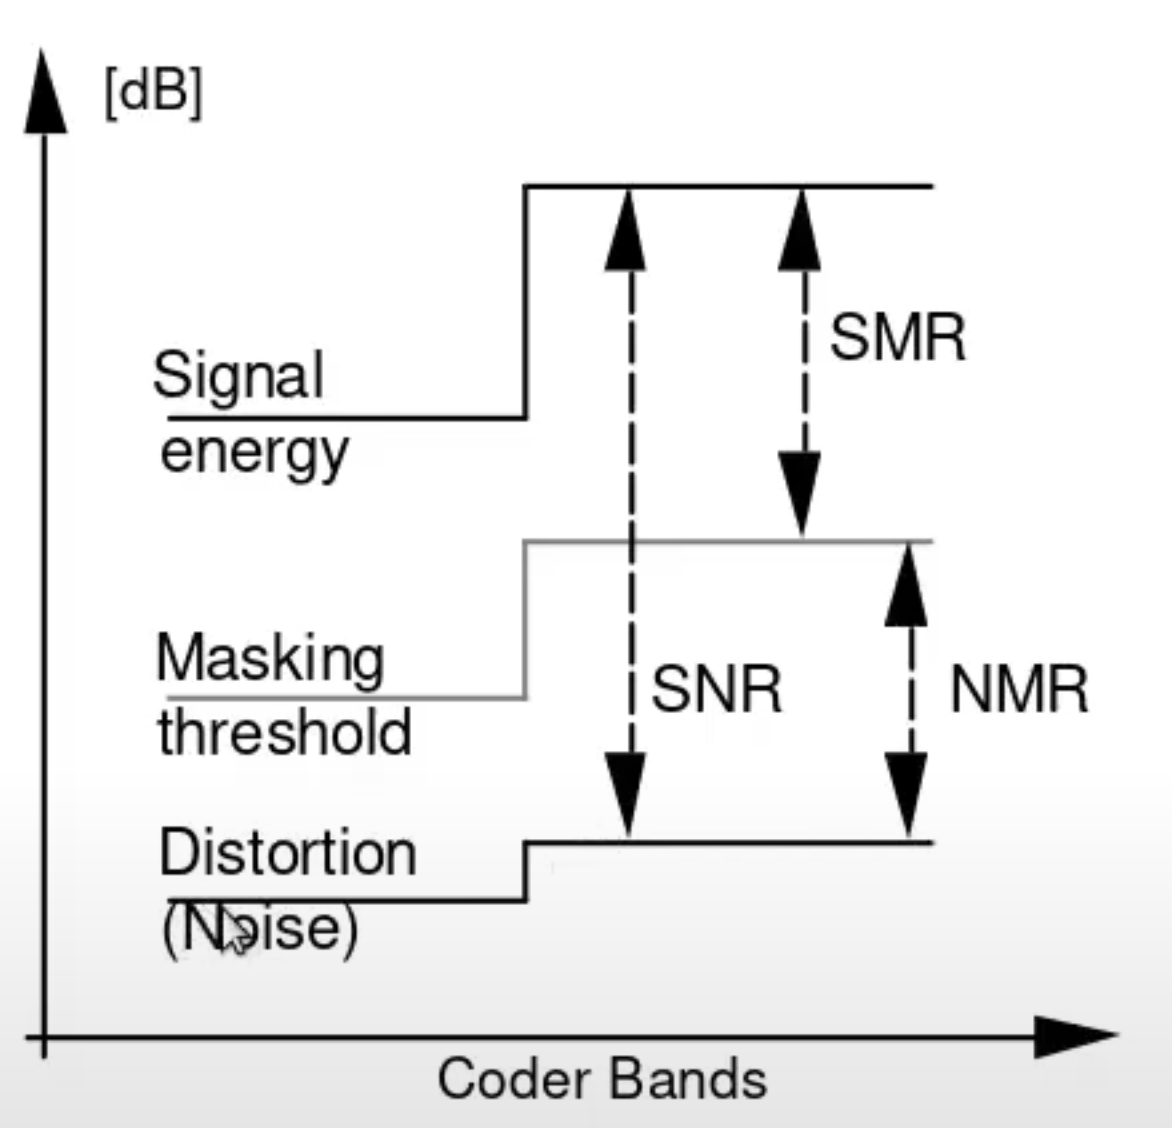 [dB]
SMR
Signal
energy
Masking
threshold
SNR
NMR
Distortion
(Noise)
Coder Bands